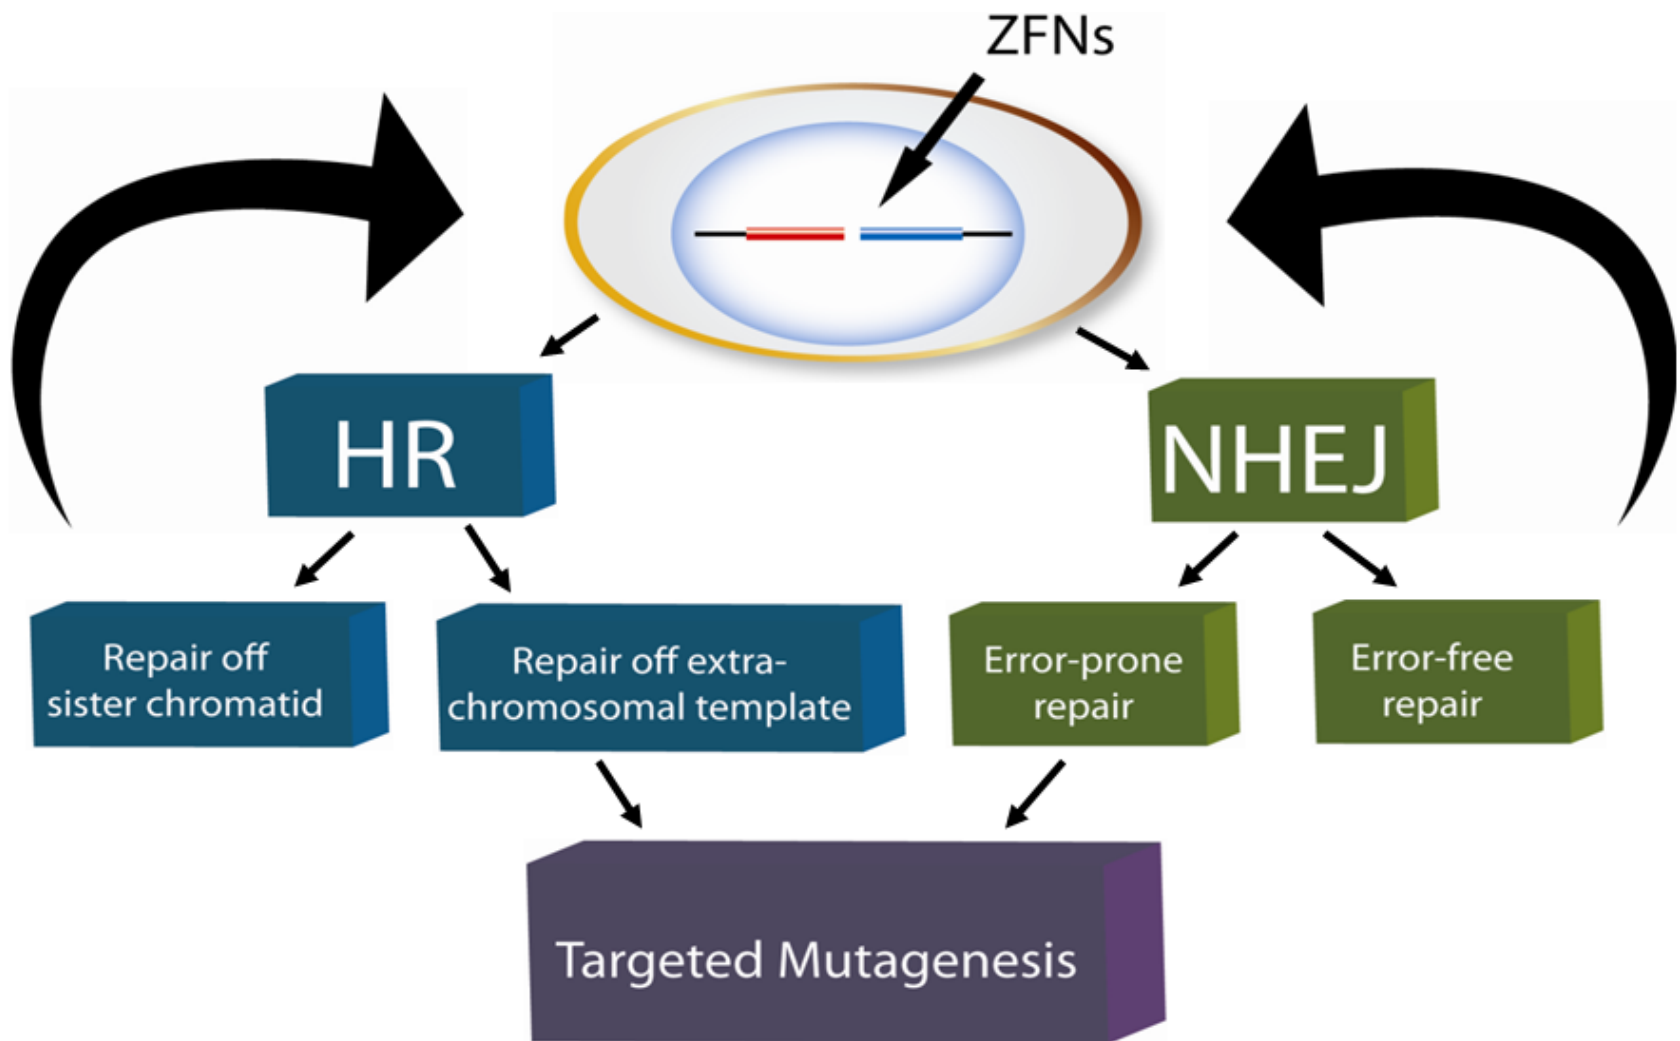 ZFNs
HR
NHEJ
Repair off
sister chromatid
Repair off extra-
chromosomal template
Error-prone
repair
Error-free
repair
Targeted Mutagenesis